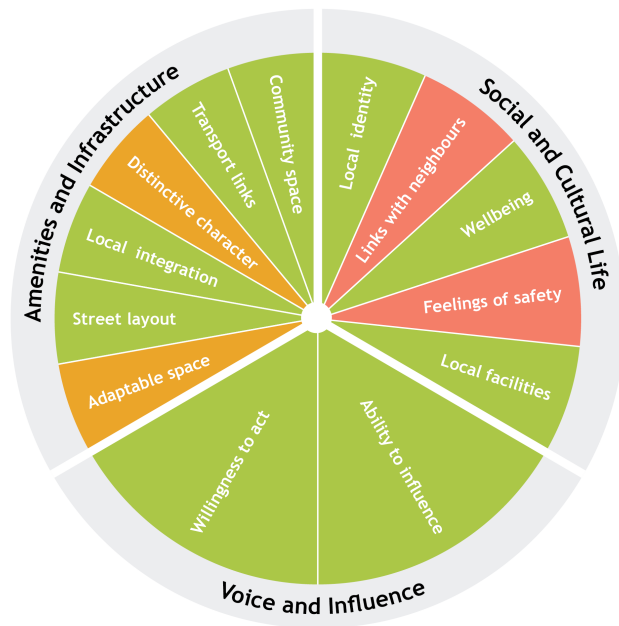 Amenities and Infrastructure
Social and Cultural Life
Voice and Influence
Community space
Transport links
Distinctive character
Local integration
Street layout
Adaptable space
Local identity
Links with neighbours
Wellbeing
Feelings of safety
Local facilities
Willingness to act
Ability to influence